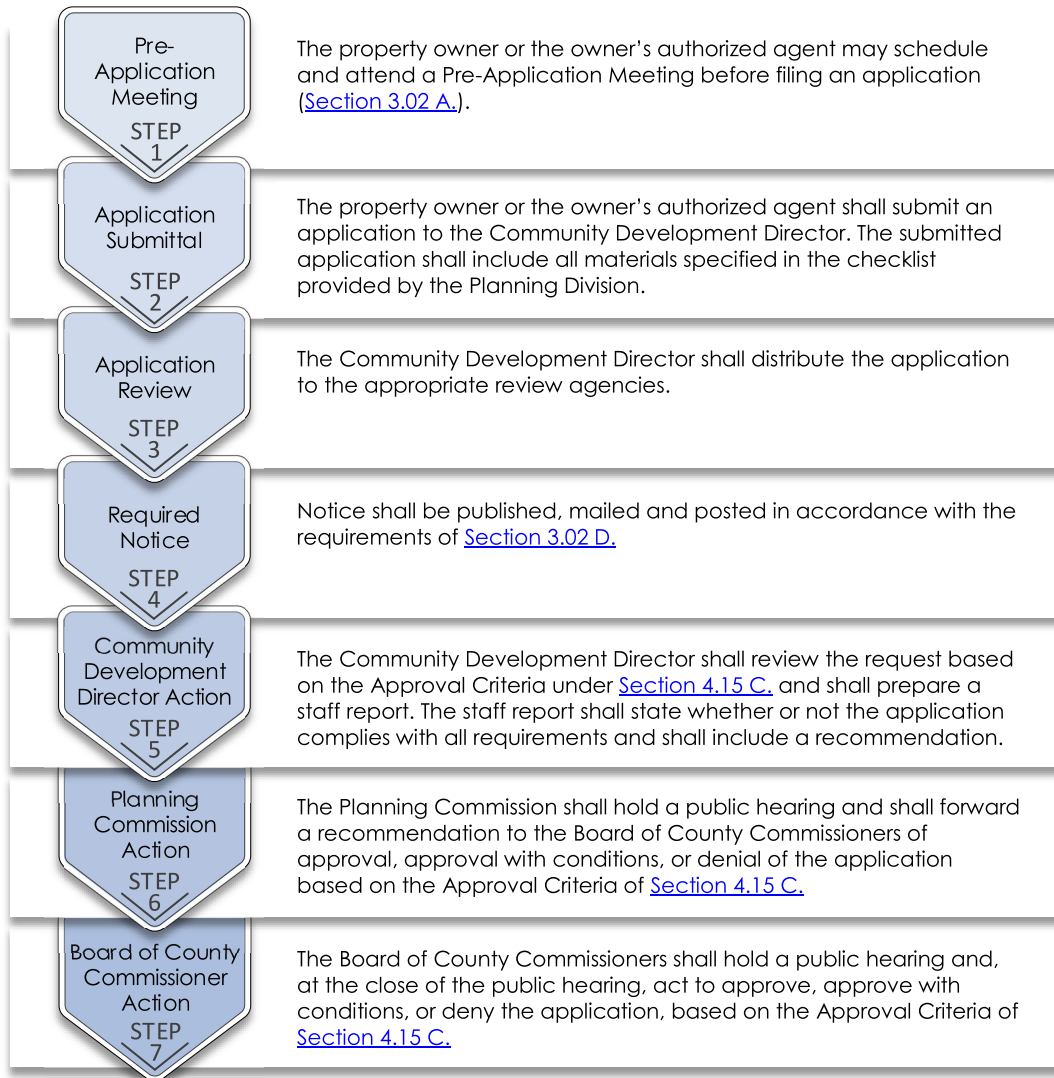 Pre-
Application
Meeting
STEP
1
The property owner or the owner’s authorized agent may schedule
and attend a Pre-Application Meeting before filing an application
(Section 3.02 A.).
Application
Submittal
STEP
2
The property owner or the owner’s authorized agent shall submit an
application to the Community Development Director. The submitted
application shall include all materials specified in the checklist
provided by the Planning Division.
Application
Review
STEP
3
The Community Development Director shall distribute the application
to the appropriate review agencies.
Required
Notice
STEP
4
Notice shall be published, mailed and posted in accordance with the
requirements of Section 3.02 D.
Community
Development
Director Action
STEP
5
The Community Development Director shall review the request based
on the Approval Criteria under Section 4.15 C. and shall prepare a
staff report. The staff report shall state whether or not the application
complies with all requirements and shall include a recommendation.
Planning
Commission
Action
STEP
6
The Planning Commission shall hold a public hearing and shall forward
a recommendation to the Board of County Commissioners of
approval, approval with conditions, or denial of the application
based on the Approval Criteria of Section 4.15 C.
Board of County
Commissioner
Action
STEP
7
The Board of County Commissioners shall hold a public hearing and,
at the close of the public hearing, act to approve, approve with
conditions, or deny the application, based on the Approval Criteria of
Section 4.15 C.